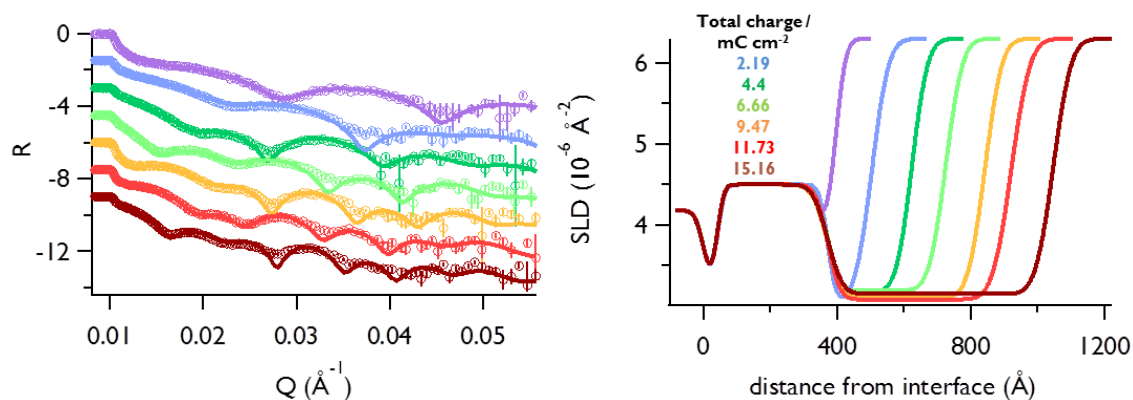 0
-4
-8
-12
R
0.01 0.02 0.03 0.04 0.05
Q (Å-1)
Total charge /
mC cm-2
2.19
4.4
6.66
9.47
11.73
15.16
6
5
4
SLD (10-6 Å-2)
0 400 800 1200
distance from interface (Å)